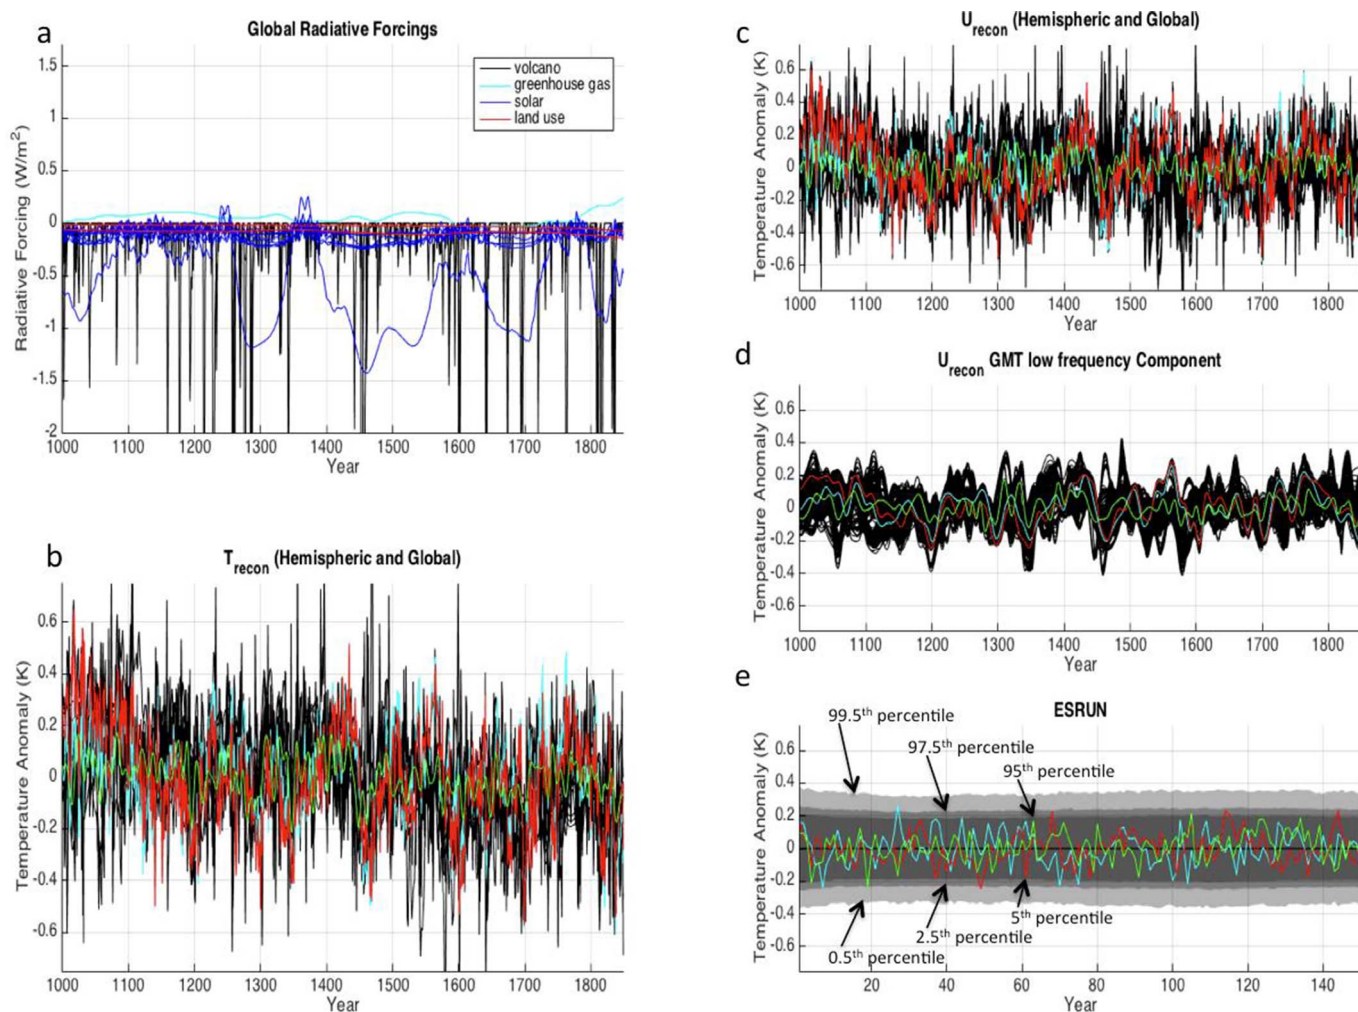 a
Global Radiative Forcings
volcano
greenhouse gas
solar
land use
Radiative Forcing (W/m²)
1.5
1
0.5
0
-0.5
-1
-1.5
-2
1000 1100 1200 1300 1400 1500 1600 1700 1800
Year
b
T_recon (Hemispheric and Global)
Temperature Anomaly (K)
0.6
0.4
0.2
0
-0.2
-0.4
-0.6
1000 1100 1200 1300 1400 1500 1600 1700 1800
Year
c
U_recon (Hemispheric and Global)
Temperature Anomaly (K)
0.6
0.4
0.2
0
-0.2
-0.4
-0.6
1000 1100 1200 1300 1400 1500 1600 1700 1800
Year
d
U_recon GMT low frequency Component
Temperature Anomaly (K)
0.6
0.4
0.2
0
-0.2
-0.4
-0.6
1000 1100 1200 1300 1400 1500 1600 1700 1800
Year
e
ESRUN
99.5th percentile
97.5th percentile
95th percentile
Temperature Anomaly (K)
0.6
0.4
0.2
0
-0.2
-0.4
-0.6
5th percentile
2.5th percentile
0.5th percentile
20 40 60 80 100 120 140
Year